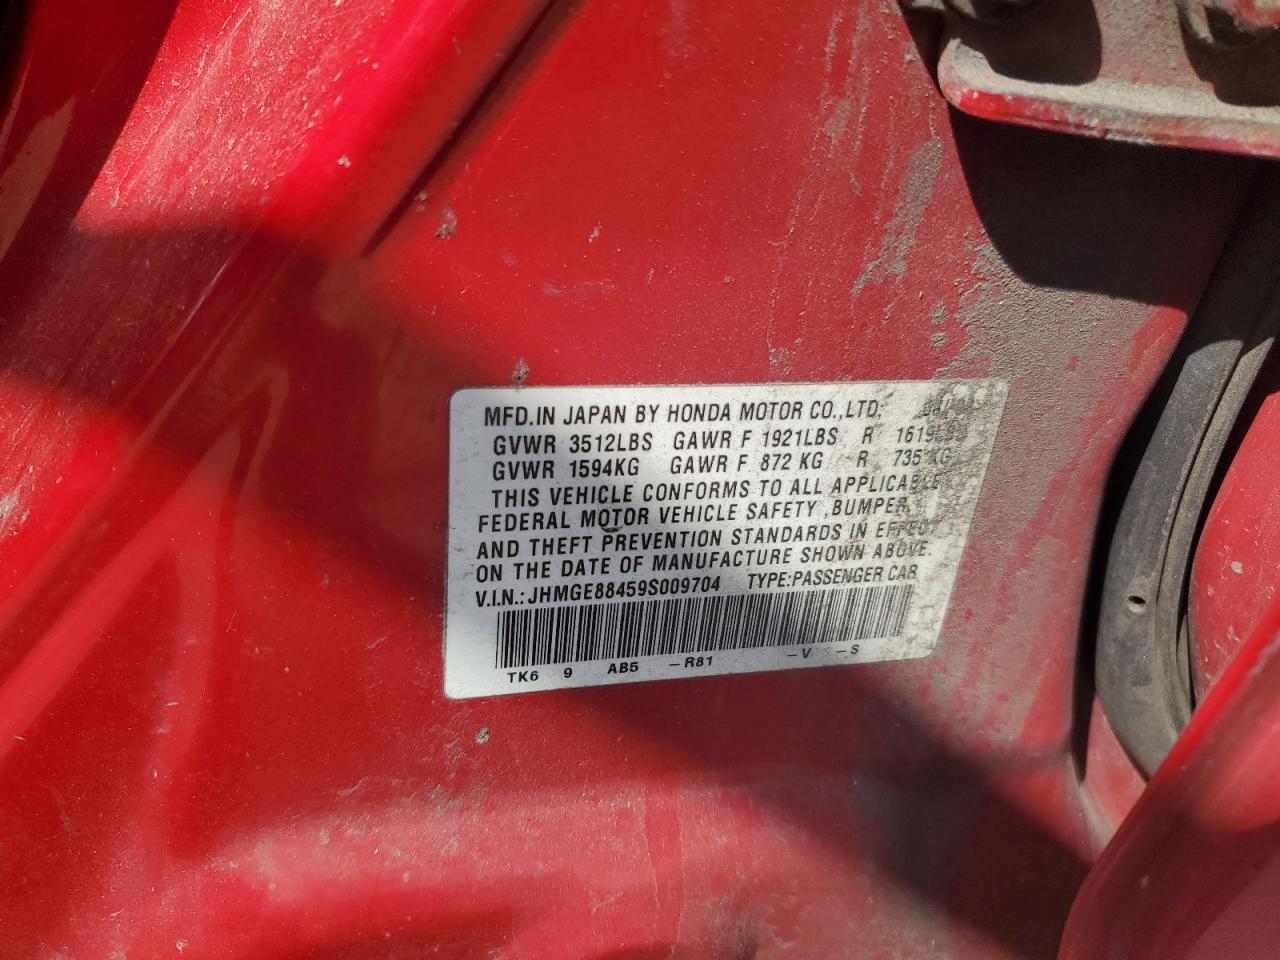 MFD.IN JAPAN BY HONDA MOTOR CO.,LTD;
GVWR 3512LBS GAWR F 1921LBS R 1619LBS
GVWR 1594KG GAWR F 872 KG R 735 KG
THIS VEHICLE CONFORMS TO ALL APPLICABLE
FEDERAL MOTOR VEHICLE SAFETY ,BUMPER,
AND THEFT PREVENTION STANDARDS IN EFFECT
ON THE DATE OF MANUFACTURE SHOWN ABOVE.
V.I.N.:JHMGE88459S009704 TYPE:PASSENGER CAR
TK6 9 AB5 –R81 –V –S